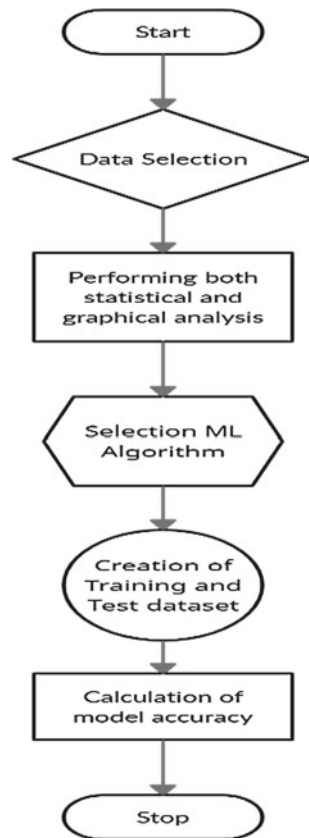 Start
Data Selection
Performing both
statistical and
graphical analysis
Selection ML
Algorithm
Creation of
Training and
Test dataset
Calculation of
model accuracy
Stop